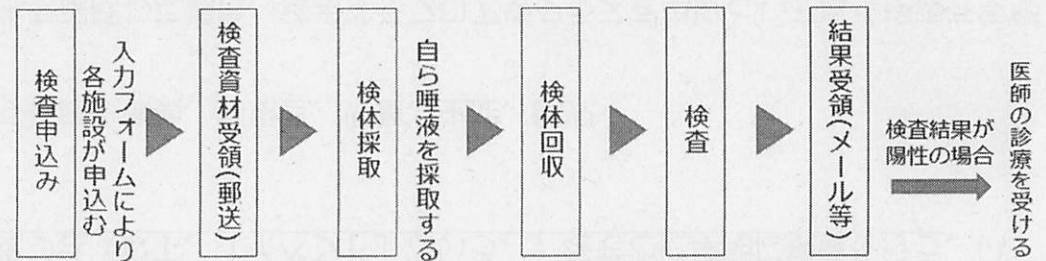 検査申込み
入力フォームにより
各施設が申込む
検査資材受領(郵送)
検体採取
自ら唾液を採取する
検体回収
検査
結果受領(メール等)
検査結果が
陽性の場合
医師の診療を受ける